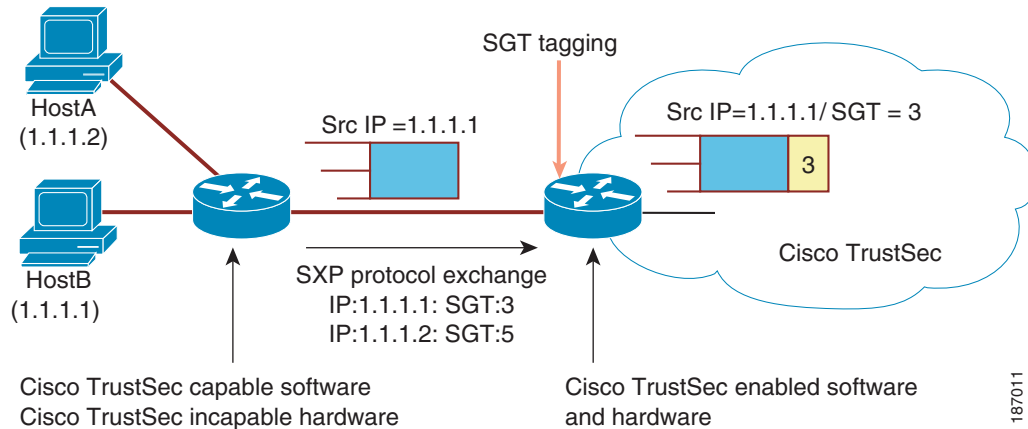 SGT tagging
HostA
(1.1.1.2)
Src IP =1.1.1.1
Src IP=1.1.1.1/ SGT = 3
3
HostB
(1.1.1.1)
SXP protocol exchange
IP:1.1.1.1: SGT:3
IP:1.1.1.2: SGT:5
Cisco TrustSec
Cisco TrustSec capable software
Cisco TrustSec incapable hardware
Cisco TrustSec enabled software
and hardware
187011